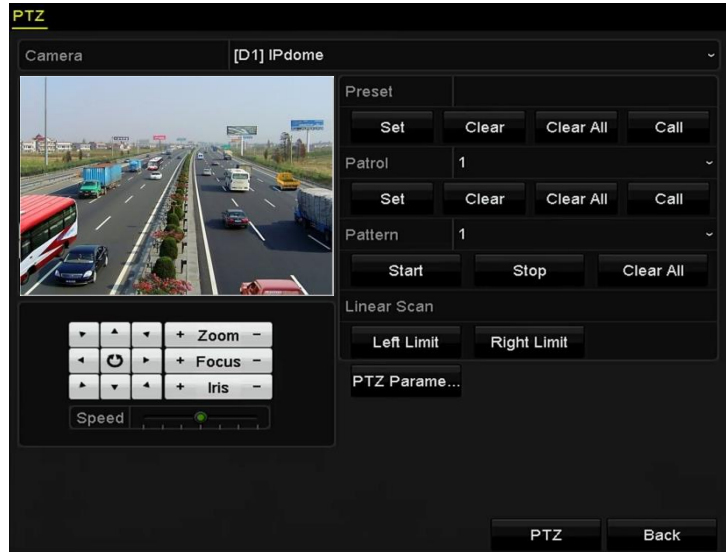 PTZ
Camera [D1] IPdome
Preset
Set Clear Clear All Call
Patrol 1
Set Clear Clear All Call
Pattern 1
Start Stop Clear All
Linear Scan
Left Limit Right Limit
PTZ Parame...
+ Zoom -
+ Focus -
+ Iris -
Speed
PTZ Back